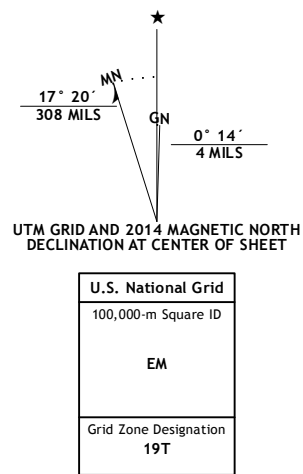 MN
17° 20´
308 MILS
GN
0° 14´
4 MILS
UTM GRID AND 2014 MAGNETIC NORTH
DECLINATION AT CENTER OF SHEET
U.S. National Grid
100,000-m Square ID
EM
Grid Zone Designation
19T